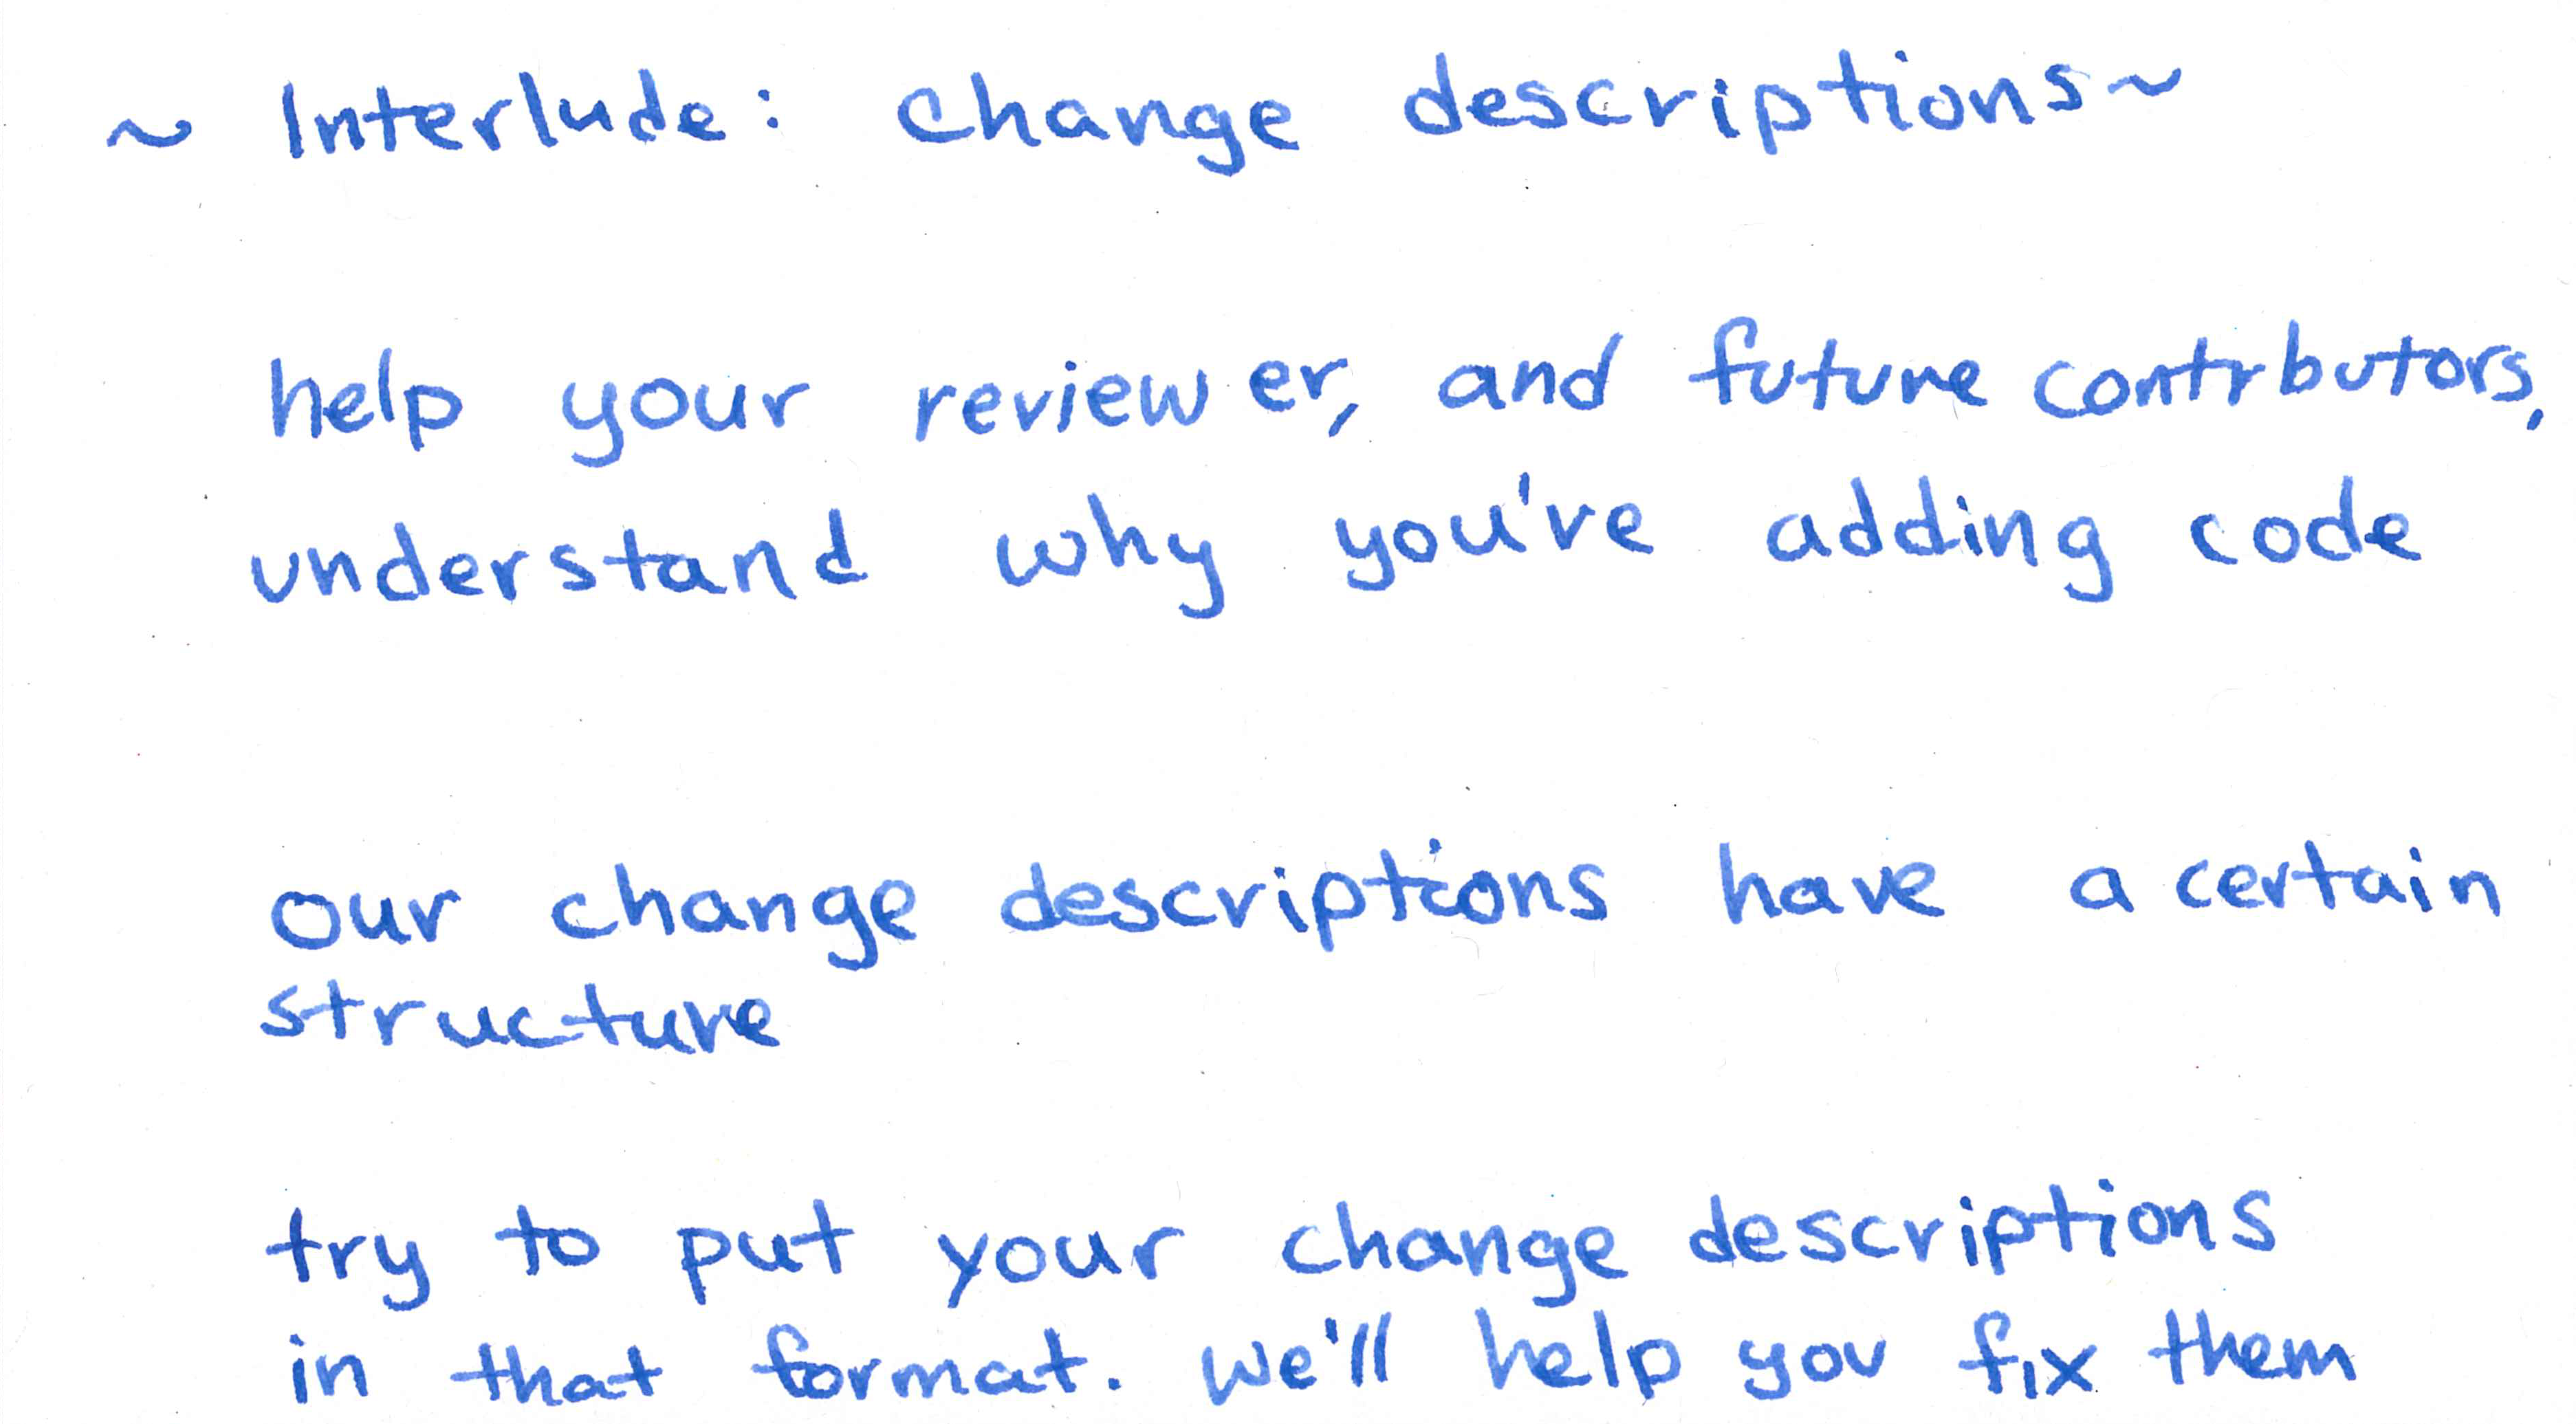 ~ Interlude: Change descriptions ~
help your reviewer, and future contrbutors,
understand why you've adding code
our change descriptions have a certain
structure
try to put your change descriptions
in that format. We'll help you fix them